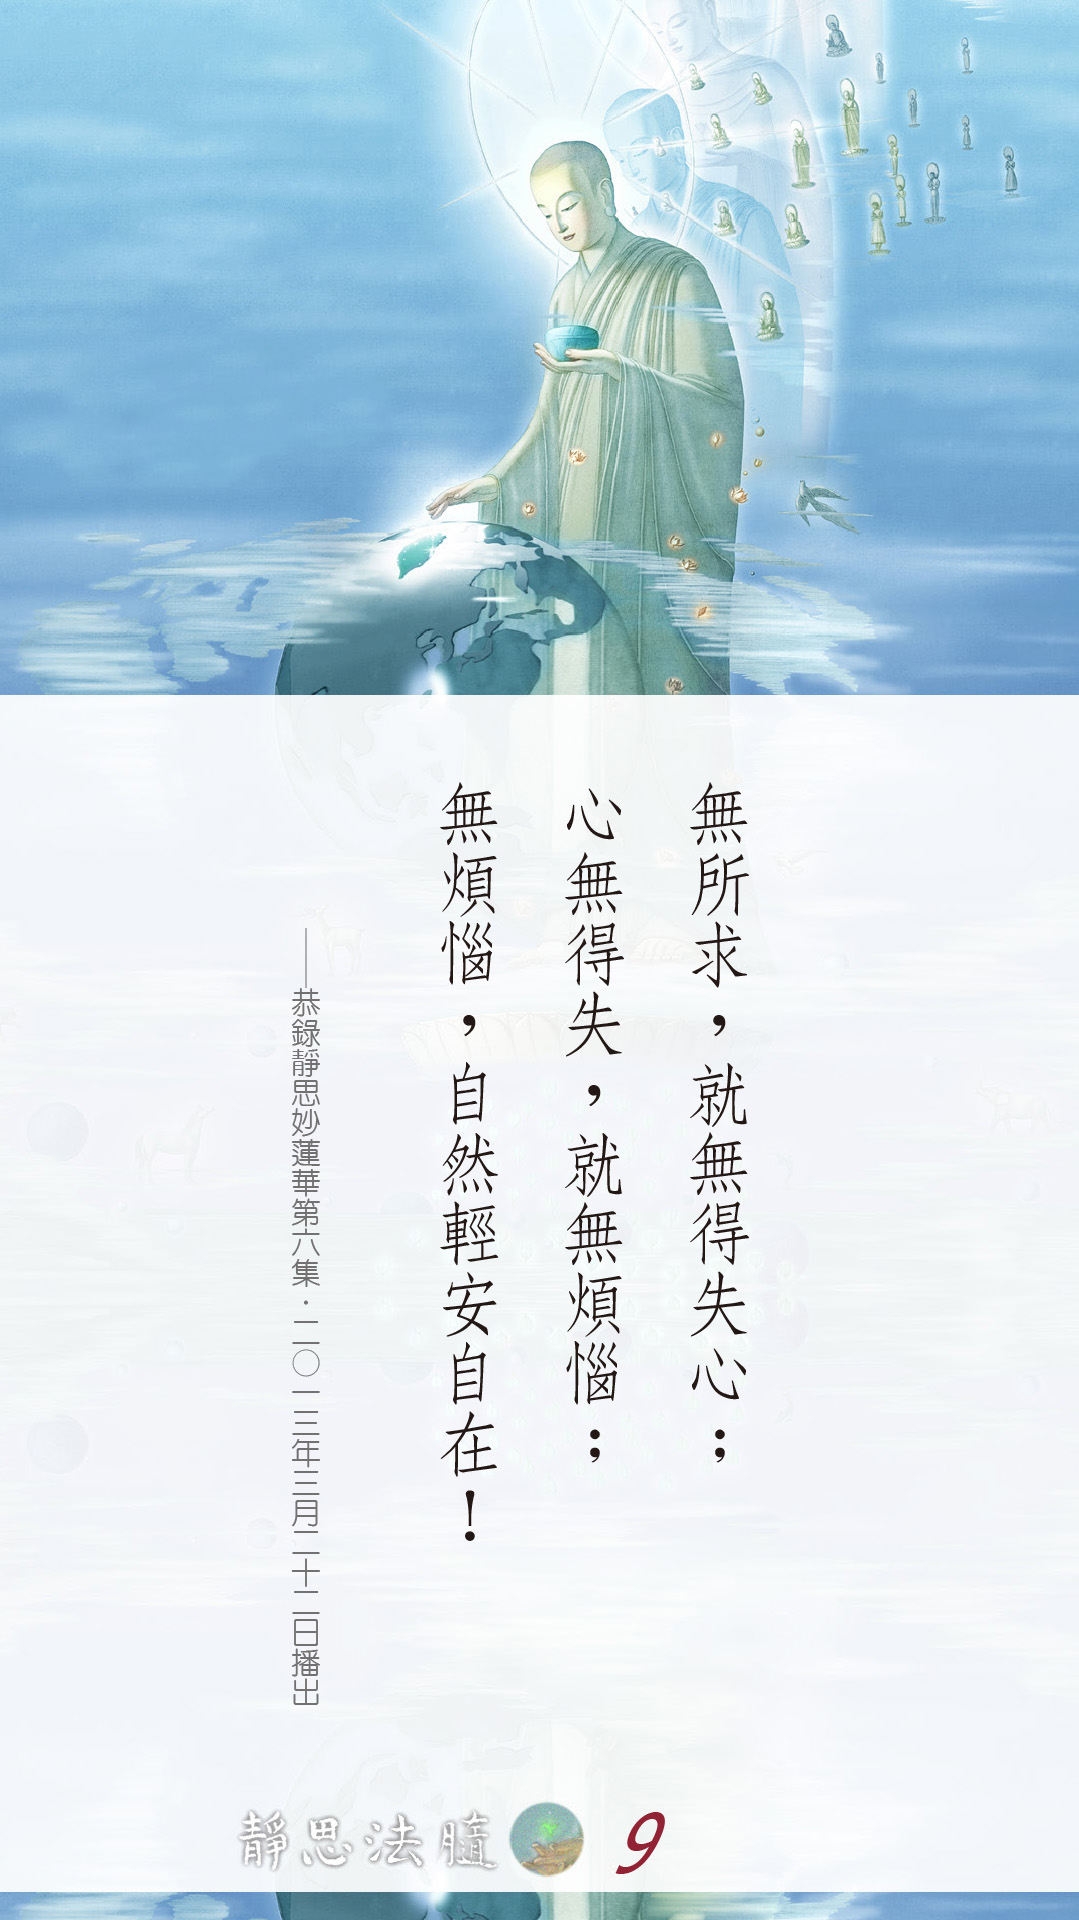 無所求，就無得失心；
心無得失，就無煩惱；
無煩惱，自然輕安自在！
——恭錄靜思妙蓮華第六集．二〇一三年三月二十二日播出
靜思法髓
9